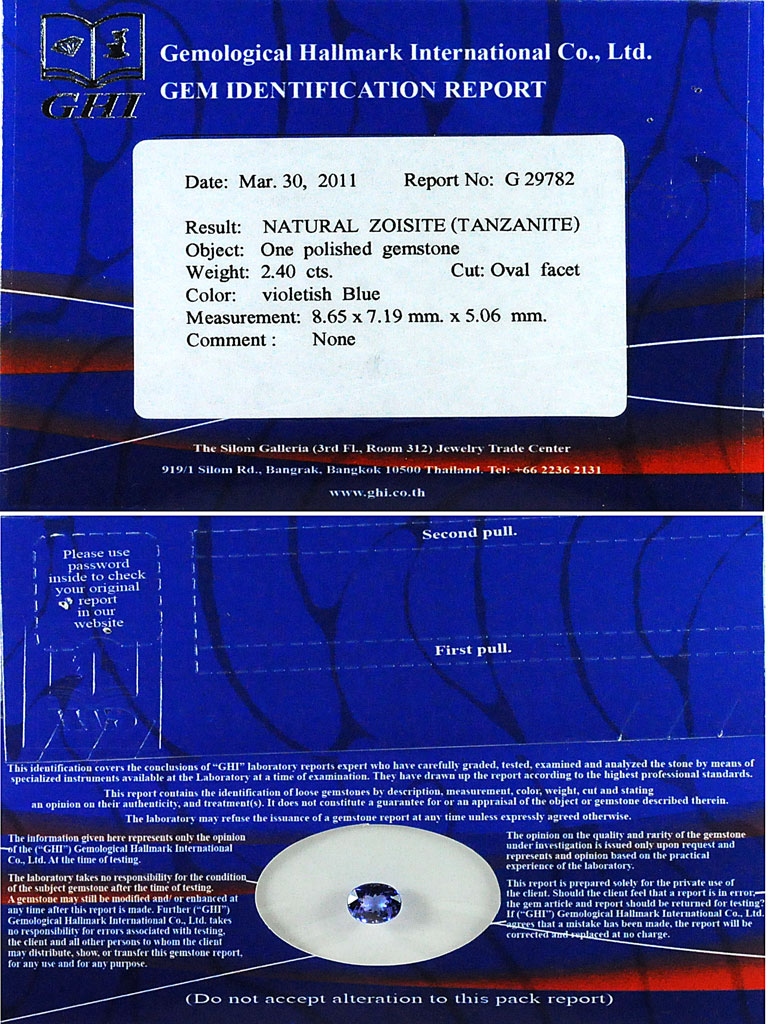 GHI
Gemological Hallmark International Co., Ltd.
GEM IDENTIFICATION REPORT
Date: Mar. 30, 2011 Report No: G 29782
Result: NATURAL ZOISITE (TANZANITE)
Object: One polished gemstone
Weight: 2.40 cts. Cut: Oval facet
Color: violetish Blue
Measurement: 8.65 x 7.19 mm. x 5.06 mm.
Comment : None
The Silom Galleria (3rd Fl., Room 312) Jewelry Trade Center
919/1 Silom Rd., Bangrak, Bangkok 10500 Thailand. Tel: +66 2236 2131
www.ghi.co.th
Please use
password
inside to check
your original
report
in our
website
Second pull.
First pull.
This identification covers the conclusions of “GHI” laboratory reports expert who have carefully graded, tested, examined and analyzed the stone by means of
specialized instruments available at the Laboratory at a time of examination. They have drawn up the report according to the highest professional standards.
This report contains the identification of loose gemstones by description, measurement, color, weight, cut and stating
an opinion on their authenticity, and treatment(s). It does not constitute a guarantee for or an appraisal of the object or gemstone described therein.
The laboratory may refuse the issuance of a gemstone report at any time unless expressly agreed otherwise.
The information given here represents only the opinion
of the (“GHI”) Gemological Hallmark International
Co., Ltd. At the time of testing.
The laboratory takes no responsibility for the condition
of the subject gemstone after the time of testing.
A gemstone may still be modified and/ or enhanced at
any time after this report is made. Further (“GHI”)
Gemological Hallmark International Co., Ltd. takes
no responsibility for errors associated with testing,
the client and all other persons to whom the client
may distribute, show, or transfer this gemstone report,
for any use and for any purpose.
The opinion on the quality and rarity of the gemstone
under investigation is issued only upon request and
represents and opinion based on the practical
experience of the laboratory.
This report is prepared solely for the private use of
the client. Should the client feel that a report is in error,
the gem article and report should be returned for testing?
If (“GHI”) Gemological Hallmark International Co., Ltd.
agrees that a mistake has been made, the report will be
corrected and replaced at no charge.
(Do not accept alteration to this pack report)